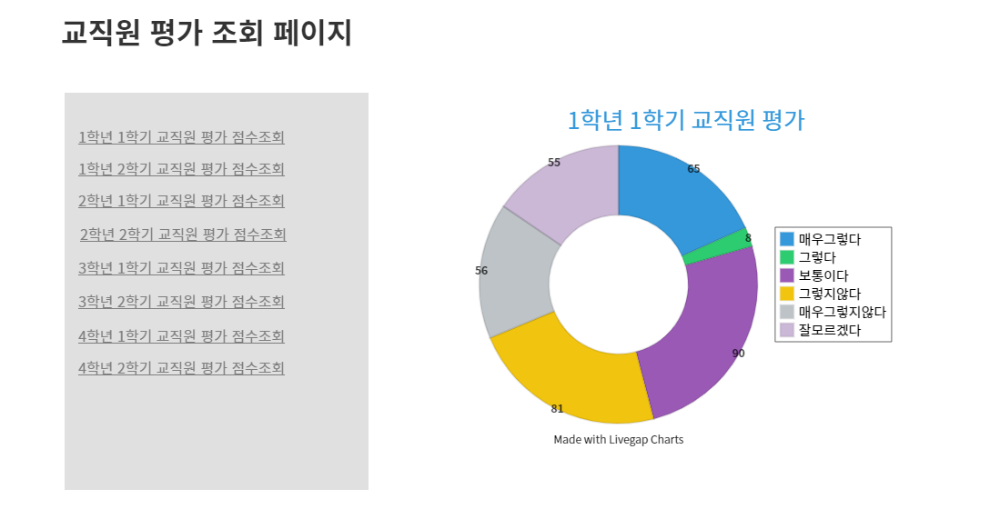 교직원 평가 조회 페이지
1학년 1학기 교직원 평가 점수조회
1학년 2학기 교직원 평가 점수조회
2학년 1학기 교직원 평가 점수조회
2학년 2학기 교직원 평가 점수조회
3학년 1학기 교직원 평가 점수조회
3학년 2학기 교직원 평가 점수조회
4학년 1학기 교직원 평가 점수조회
4학년 2학기 교직원 평가 점수조회
1학년 1학기 교직원 평가
55
65
8
56
90
81
매우그렇다
그렇다
보통이다
그렇지않다
매우그렇지않다
잘모르겠다
Made with Livegap Charts